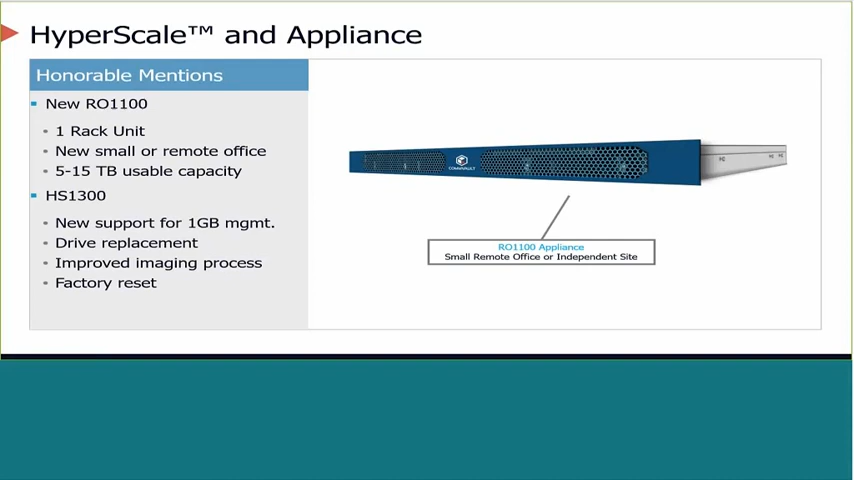 HyperScale™ and Appliance
Honorable Mentions
New RO1100
1 Rack Unit
New small or remote office
5-15 TB usable capacity
HS1300
New support for 1GB mgmt.
Drive replacement
Improved imaging process
Factory reset
COMMVAULT
RO1100 Appliance
Small Remote Office or Independent Site